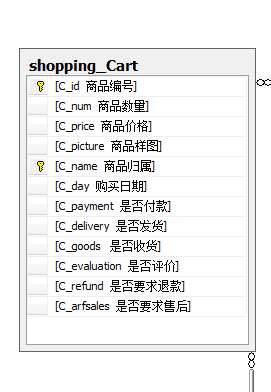 shopping_Cart
[C_id 商品编号]
[C_num 商品数量]
[C_price 商品价格]
[C_picture 商品样图]
[C_name 商品归属]
[C_day 购买日期]
[C_payment 是否付款]
[C_delivery 是否发货]
[C_goods 是否收货]
[C_evaluation 是否评价]
[C_refund 是否要求退款]
[C_arfsales 是否要求售后]